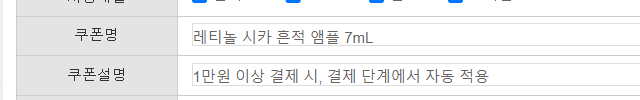 쿠폰명
레티놀 시카 흔적 앰플 7mL
쿠폰설명
1만원 이상 결제 시, 결제 단계에서 자동 적용